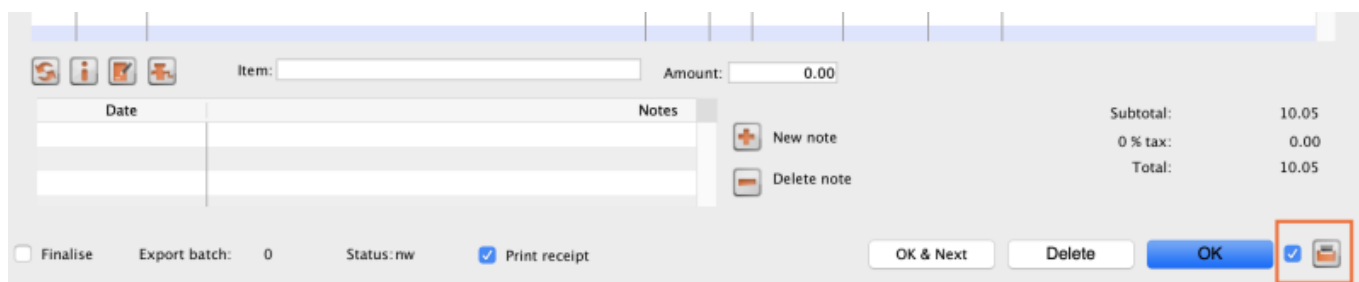 Item: Amount: 0.00
Date Notes
New note
Delete note
Subtotal: 10.05
0 % tax: 0.00
Total: 10.05
Finalise Export batch: 0 Status: nw Print receipt OK & Next Delete OK